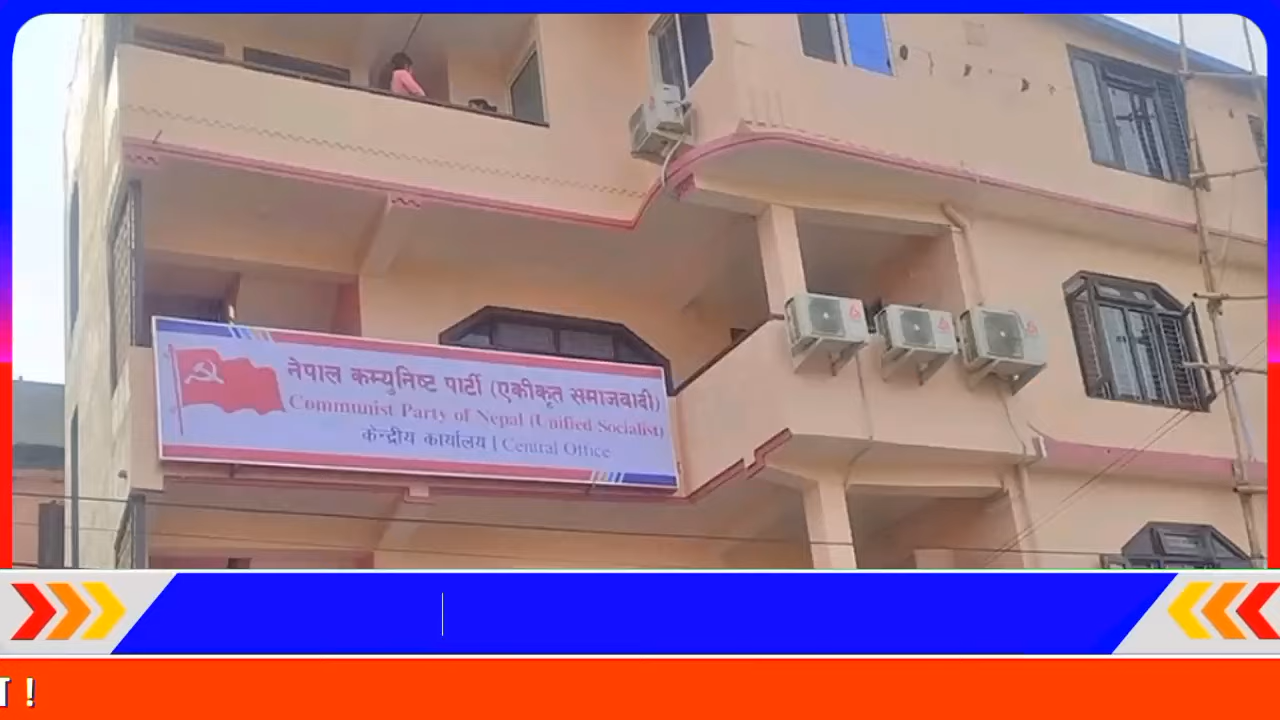 नेपाल कम्युनिष्ट पार्टी (एकीकृत समाजवादी)
Communist Party of Nepal (Unified Socialist)
केन्द्रीय कार्यालय | Central Office
!